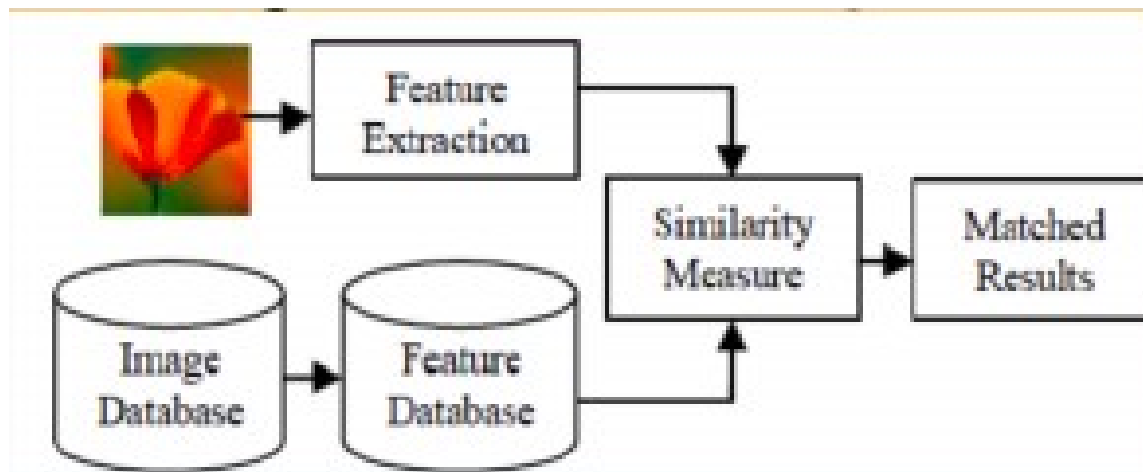 Feature
Extraction
Similarity
Measure
Matched
Results
Image
Database
Feature
Database